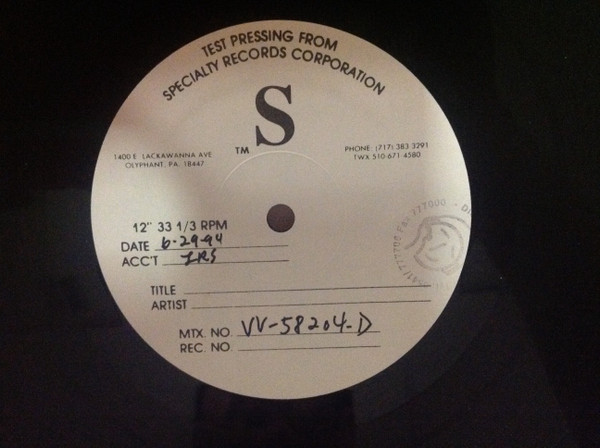 TEST PRESSING FROM
SPECIALTY RECORDS CORPORATION
TM S
1400 E. LACKAWANNA AVE
OLYPHANT, PA. 18447
PHONE: (717) 383 3291
TWX 510-671-4580
12" 33 1/3 RPM
DATE 6-29-94
ACC'T IRS
TITLE
ARTIST
MTX. NO. VV-58204-D
REC. NO.